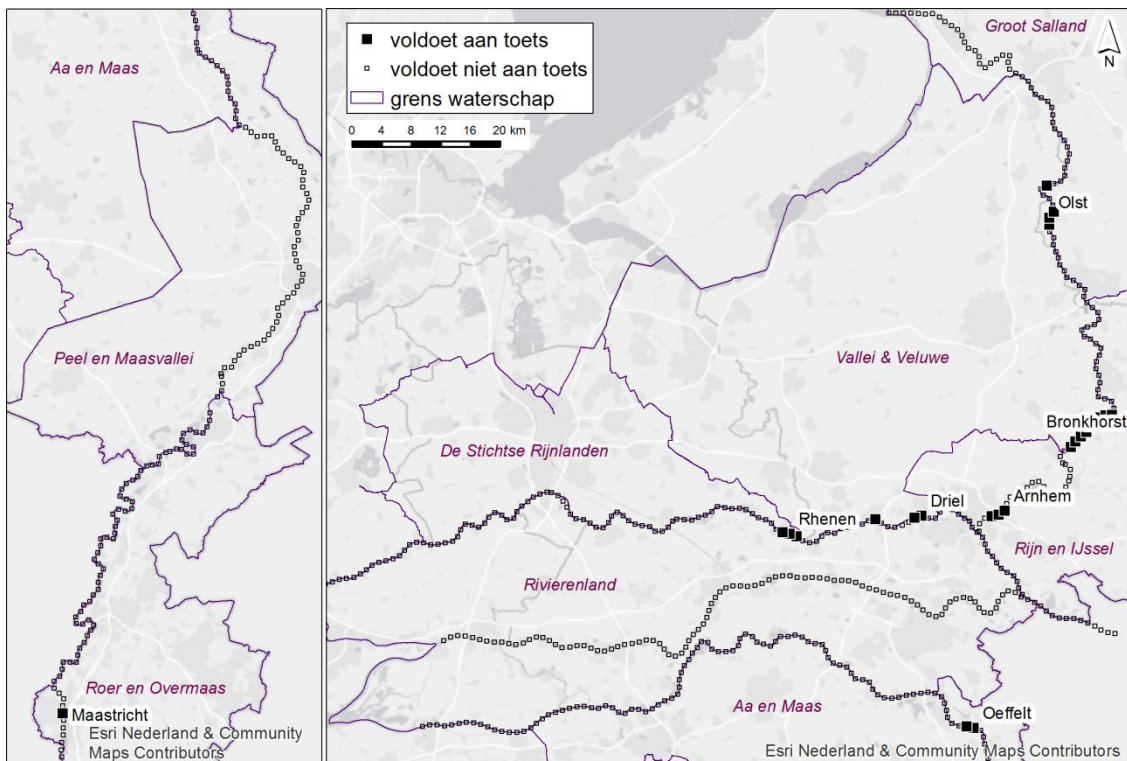 Aa en Maas
Peel en Maasvallei
Roer en Overmaas
Maastricht
Esri Nederland & Community
Maps Contributors
voldoet aan toets
voldoet niet aan toets
grens waterschap
0 4 8 12 16 20 km
Groot Salland
N
Olst
Vallei & Veluwe
Bronkhorst
De Stichtse Rijnlanden
Arnhem
Driel
Rhenen
Rijn en IJssel
Rivierenland
Aa en Maas
Oeffelt
Esri Nederland & Community Maps Contributors